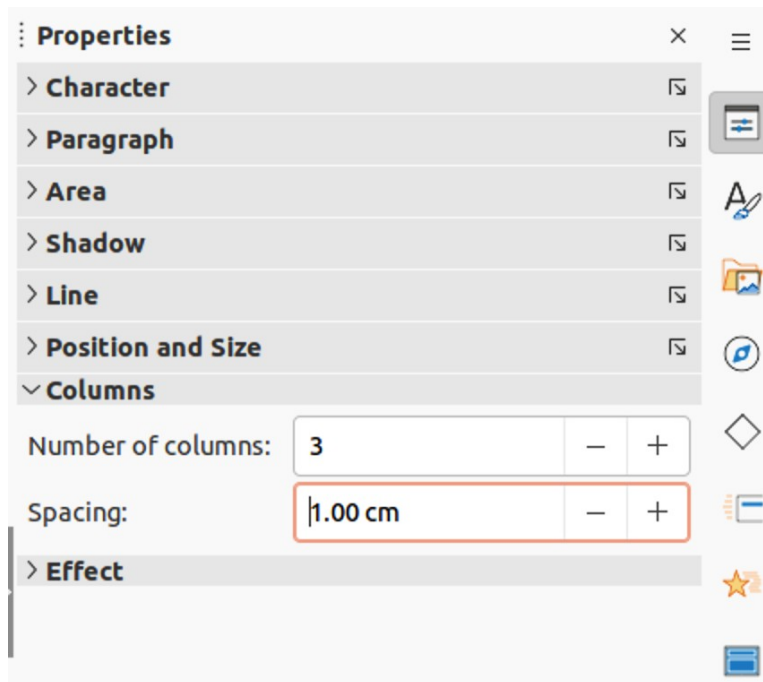 Properties
Character
Paragraph
Area
Shadow
Line
Position and Size
Columns
Number of columns: 3
Spacing: 1.00 cm
Effect